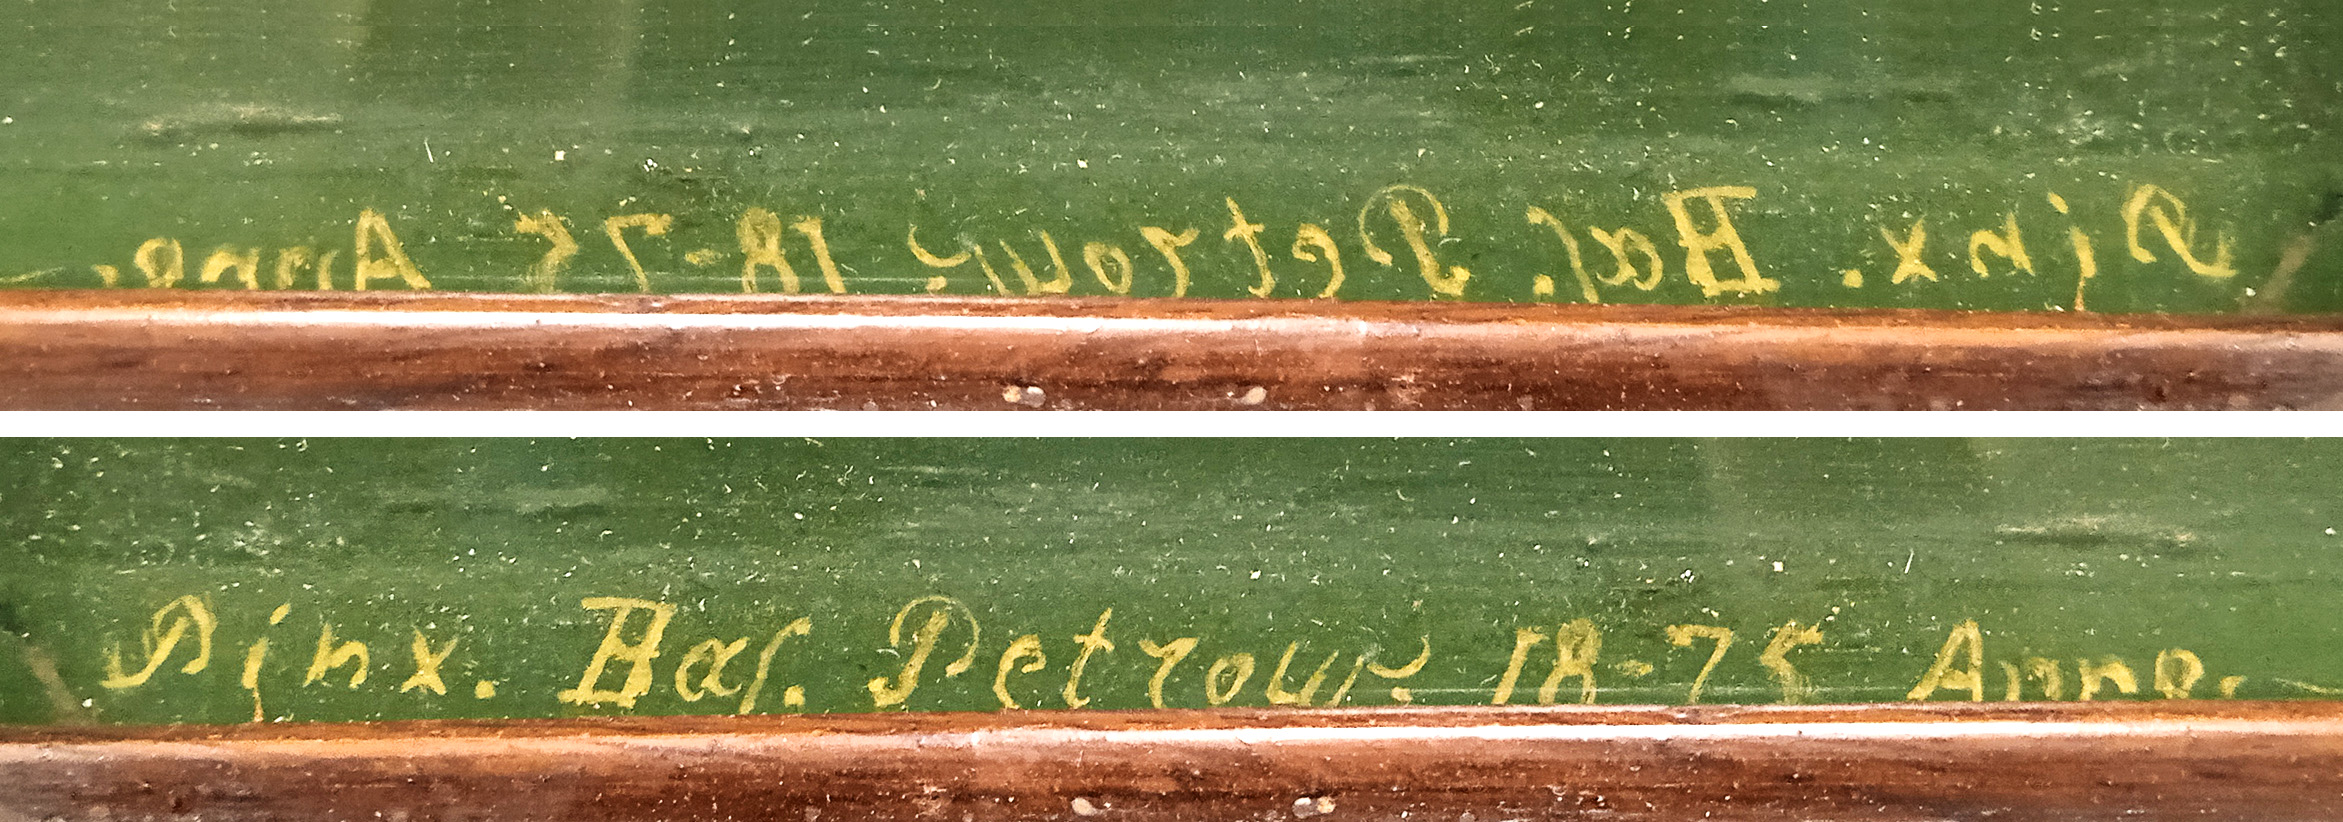 Pinx. Bas. Petrow. 18-75 Anno.
Pinx. Bas. Petrow. 18-75 Anno.